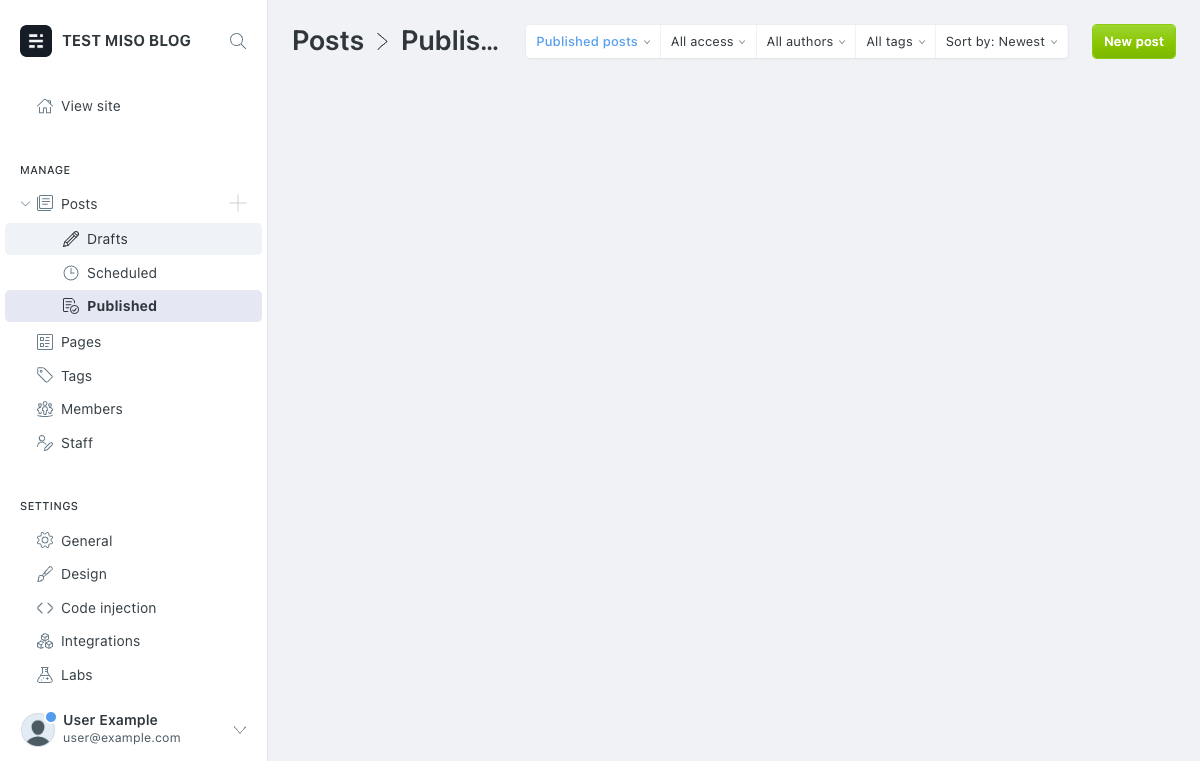 TEST MISO BLOG
View site
MANAGE
Posts
Drafts
Scheduled
Published
Pages
Tags
Members
Staff
SETTINGS
General
Design
Code injection
Integrations
Labs
User Example
user@example.com
Posts > Publis...
Published posts
All access
All authors
All tags
Sort by: Newest
New post